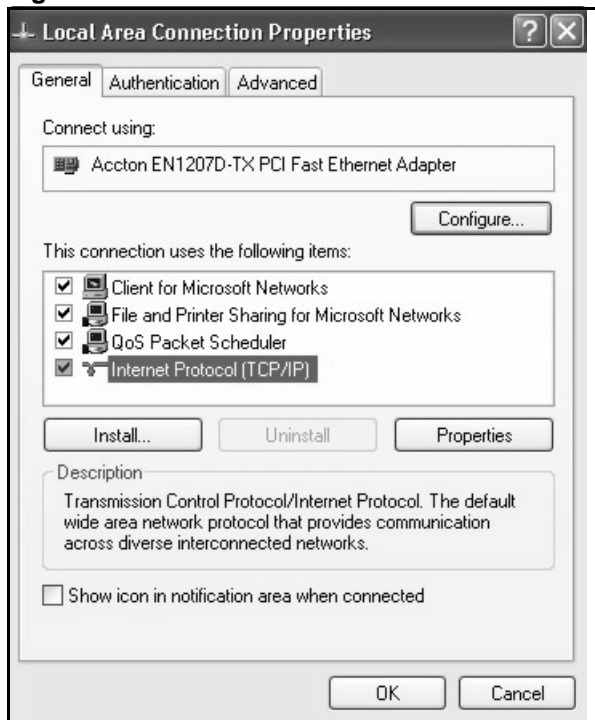 Local Area Connection Properties
General Authentication Advanced
Connect using:
Accton EN1207D-TX PCI Fast Ethernet Adapter
Configure...
This connection uses the following items:
Client for Microsoft Networks
File and Printer Sharing for Microsoft Networks
QoS Packet Scheduler
Internet Protocol (TCP/IP)
Install... Uninstall Properties
Description
Transmission Control Protocol/Internet Protocol. The default
wide area network protocol that provides communication
across diverse interconnected networks.
Show icon in notification area when connected
OK Cancel